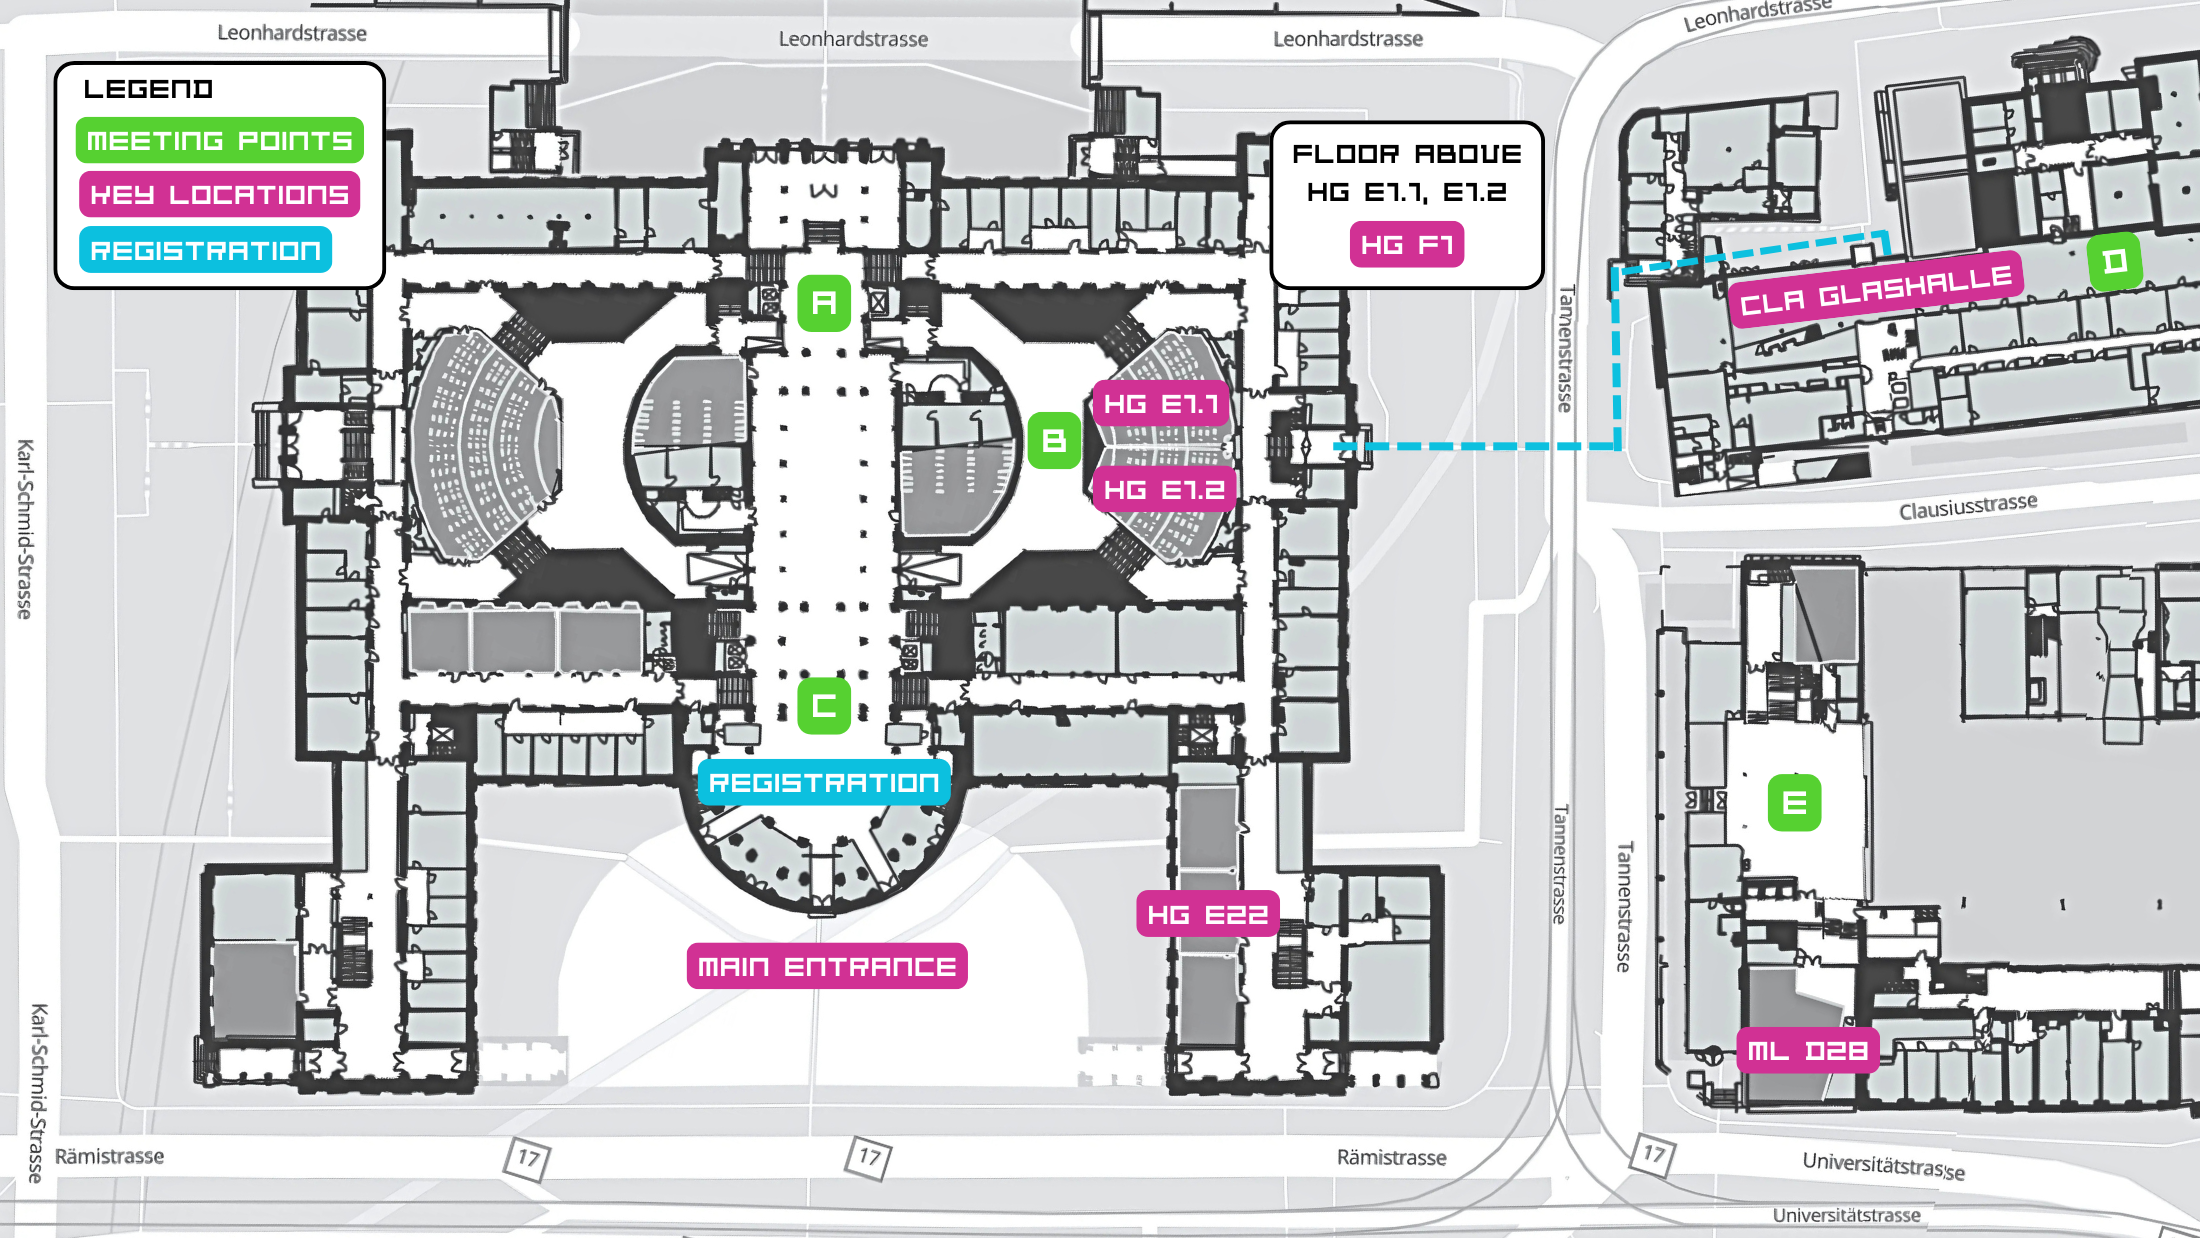 Leonhardstrasse
Leonhardstrasse
Leonhardstrasse
Leonhardstrasse
LEGEND
MEETING POINTS
KEY LOCATIONS
REGISTRATION
FLOOR ABOVE
HG E1.1, E1.2
HG F1
A
B
C
D
E
CLA GLASHALLE
HG E1.1
HG E1.2
Tannenstrasse
Karl-Schmid-Strasse
Clausiusstrasse
REGISTRATION
HG E22
MAIN ENTRANCE
Tannenstrasse
Tannenstrasse
ML D28
Karl-Schmid-Strasse
Rämistrasse
17
17
Rämistrasse
17
Universitätstrasse
Universitätstrasse